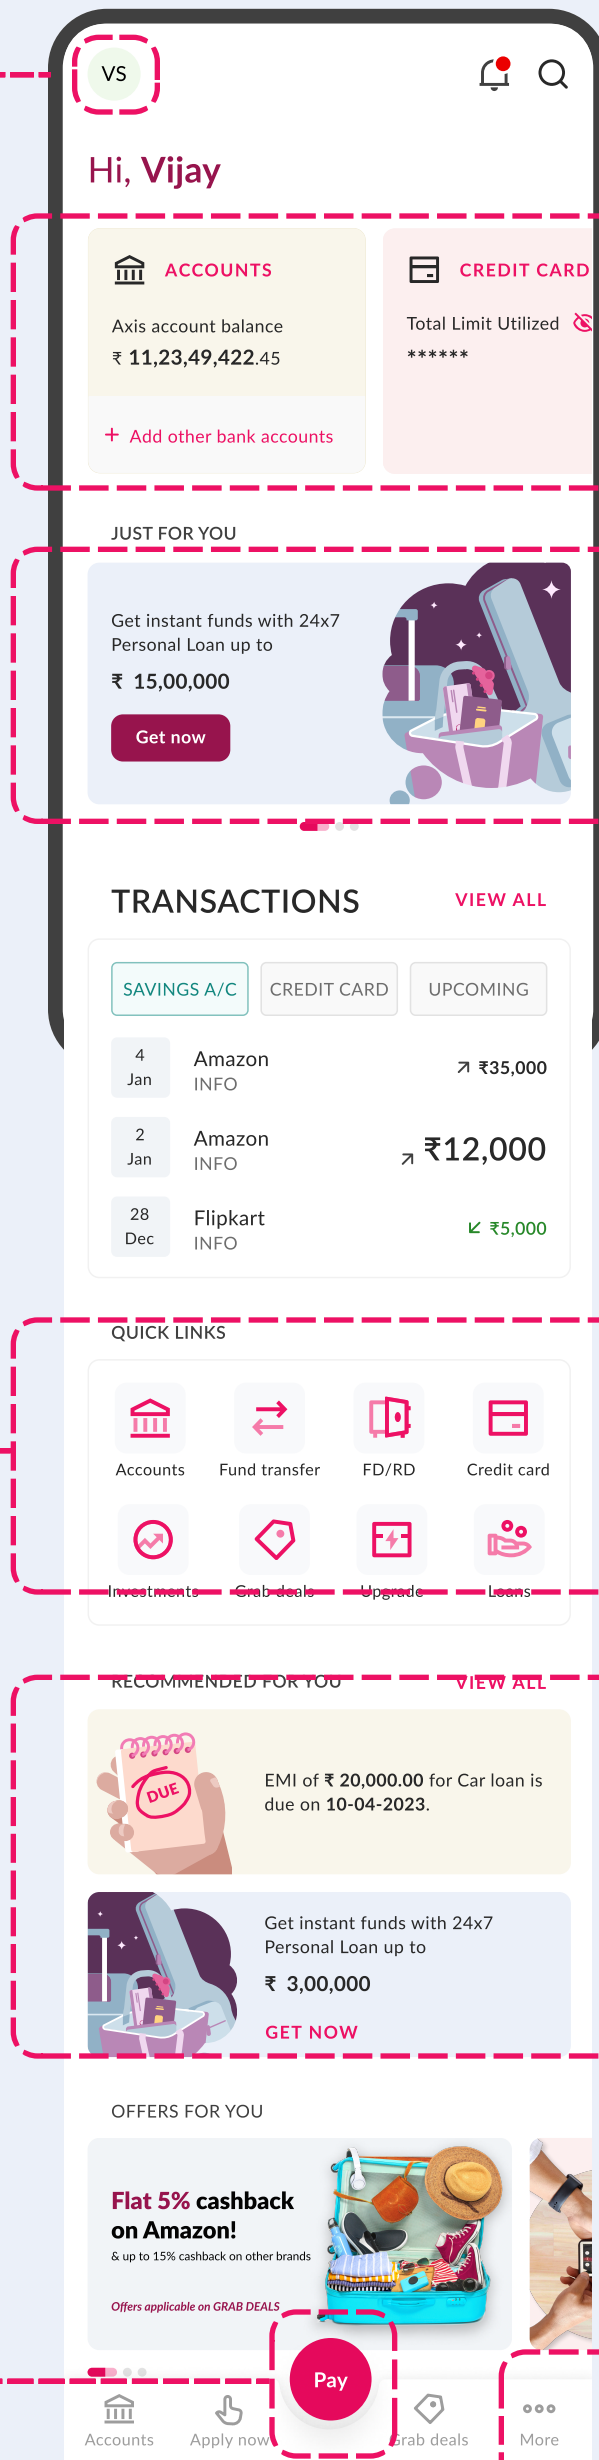 VS
Hi, Vijay
ACCOUNTS
Axis account balance
₹ 11,23,49,422.45
+ Add other bank accounts
CREDIT CARD
Total Limit Utilized
******
JUST FOR YOU
Get instant funds with 24x7
Personal Loan up to
₹ 15,00,000
Get now
TRANSACTIONS
VIEW ALL
SAVINGS A/C
CREDIT CARD
UPCOMING
4
Jan
Amazon
INFO
₹35,000
2
Jan
Amazon
INFO
₹12,000
28
Dec
Flipkart
INFO
₹5,000
QUICK LINKS
Accounts
Fund transfer
FD/RD
Credit card
Investments
Grab deals
Upgrade
Loans
RECOMMENDED FOR YOU
VIEW ALL
DUE
EMI of ₹ 20,000.00 for Car loan is
due on 10-04-2023.
Get instant funds with 24x7
Personal Loan up to
₹ 3,00,000
GET NOW
OFFERS FOR YOU
Flat 5% cashback
on Amazon!
& up to 15% cashback on other brands
Offers applicable on GRAB DEALS
Accounts
Apply now
Pay
Grab deals
More